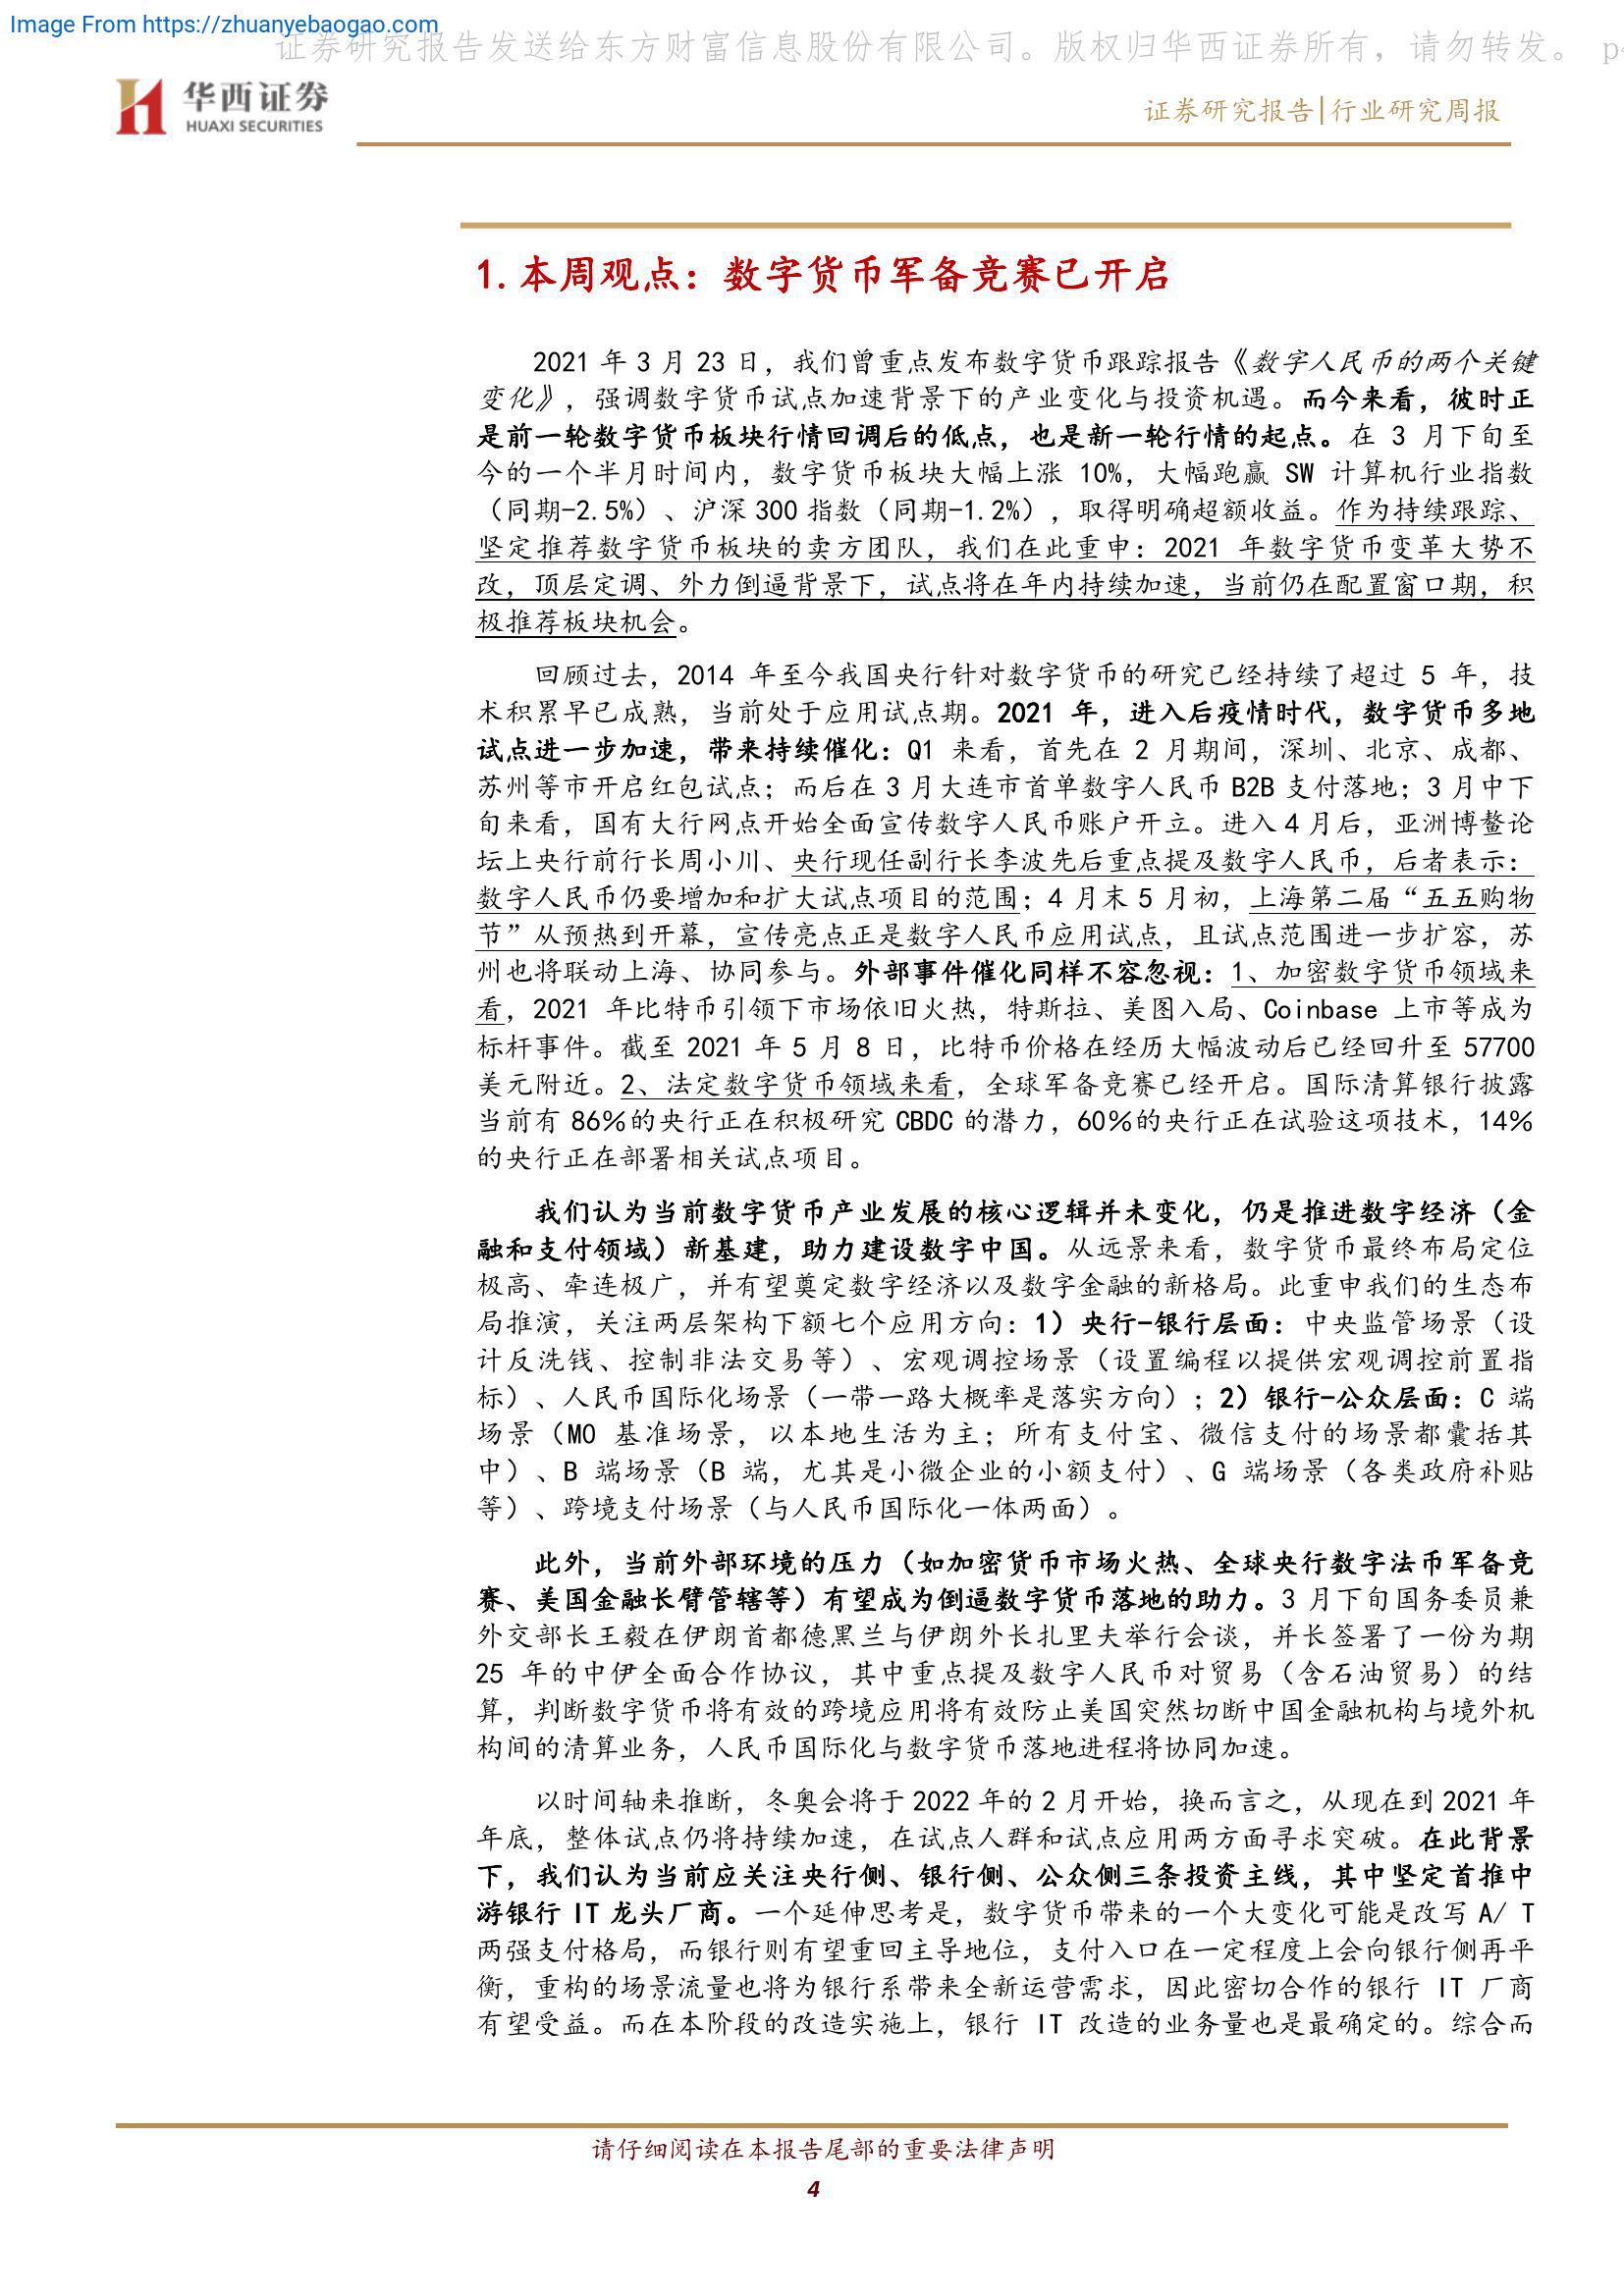 Image From https://zhuanyebaogao.com
证券研究报告发送给东方财富信息股份有限公司。版权归华西证券所有，请勿转发。 p
华西证券
HUAXI SECURITIES
证券研究报告|行业研究周报
1.本周观点：数字货币军备竞赛已开启
2021 年 3 月 23 日，我们曾重点发布数字货币跟踪报告《数字人民币的两个关键
变化》，强调数字货币试点加速背景下的产业变化与投资机遇。而今来看，彼时正
是前一轮数字货币板块行情回调后的低点，也是新一轮行情的起点。在 3 月下旬至
今的一个半月时间内，数字货币板块大幅上涨 10%，大幅跑赢 SW 计算机行业指数
（同期-2.5%）、沪深 300 指数（同期-1.2%），取得明确超额收益。作为持续跟踪、
坚定推荐数字货币板块的卖方团队，我们在此重申：2021 年数字货币变革大势不
改，顶层定调、外力倒逼背景下，试点将在年内持续加速，当前仍在配置窗口期，积
极推荐板块机会。
回顾过去，2014 年至今我国央行针对数字货币的研究已经持续了超过 5 年，技
术积累早已成熟，当前处于应用试点期。2021 年，进入后疫情时代，数字货币多地
试点进一步加速，带来持续催化：Q1 来看，首先在 2 月期间，深圳、北京、成都、
苏州等市开启红包试点；而后在 3 月大连市首单数字人民币 B2B 支付落地；3 月中下
旬来看，国有大行网点开始全面宣传数字人民币账户开立。进入 4 月后，亚洲博鳌论
坛上央行前行长周小川、央行现任副行长李波先后重点提及数字人民币，后者表示：
数字人民币仍要增加和扩大试点项目的范围；4 月末 5 月初，上海第二届“五五购物
节”从预热到开幕，宣传亮点正是数字人民币应用试点，且试点范围进一步扩容，苏
州也将联动上海、协同参与。外部事件催化同样不容忽视：1、加密数字货币领域来
看，2021 年比特币引领下市场依旧火热，特斯拉、美图入局、Coinbase 上市等成为
标杆事件。截至 2021 年 5 月 8 日，比特币价格在经历大幅波动后已经回升至 57700
美元附近。2、法定数字货币领域来看，全球军备竞赛已经开启。国际清算银行披露
当前有 86%的央行正在积极研究 CBDC 的潜力，60%的央行正在试验这项技术，14%
的央行正在部署相关试点项目。
我们认为当前数字货币产业发展的核心逻辑并未变化，仍是推进数字经济（金
融和支付领域）新基建，助力建设数字中国。从远景来看，数字货币最终布局定位
极高、牵连极广，并有望奠定数字经济以及数字金融的新格局。此重申我们的生态布
局推演，关注两层架构下额七个应用方向：1）央行-银行层面：中央监管场景（设
计反洗钱、控制非法交易等）、宏观调控场景（设置编程以提供宏观调控前置指
标）、人民币国际化场景（一带一路大概率是落实方向）；2）银行-公众层面：C 端
场景（M0 基准场景，以本地生活为主；所有支付宝、微信支付的场景都囊括其
中）、B 端场景（B 端，尤其是小微企业的小额支付）、G 端场景（各类政府补贴
等）、跨境支付场景（与人民币国际化一体两面）。
此外，当前外部环境的压力（如加密货币市场火热、全球央行数字法币军备竞
赛、美国金融长臂管辖等）有望成为倒逼数字货币落地的助力。3 月下旬国务委员兼
外交部长王毅在伊朗首都德黑兰与伊朗外长扎里夫举行会谈，并长签署了一份为期
25 年的中伊全面合作协议，其中重点提及数字人民币对贸易（含石油贸易）的结
算，判断数字货币将有效的跨境应用将有效防止美国突然切断中国金融机构与境外机
构间的清算业务，人民币国际化与数字货币落地进程将协同加速。
以时间轴来推断，冬奥会将于 2022 年的 2 月开始，换而言之，从现在到 2021 年
年底，整体试点仍将持续加速，在试点人群和试点应用两方面寻求突破。在此背景
下，我们认为当前应关注央行侧、银行侧、公众侧三条投资主线，其中坚定首推中
游银行 IT 龙头厂商。一个延伸思考是，数字货币带来的一个大变化可能是改写 A/ T
两强支付格局，而银行则有望重回主导地位，支付入口在一定程度上会向银行侧再平
衡，重构的场景流量也将为银行系带来全新运营需求，因此密切合作的银行 IT 厂商
有望受益。而在本阶段的改造实施上，银行 IT 改造的业务量也是最确定的。综合而
请仔细阅读在本报告尾部的重要法律声明
4